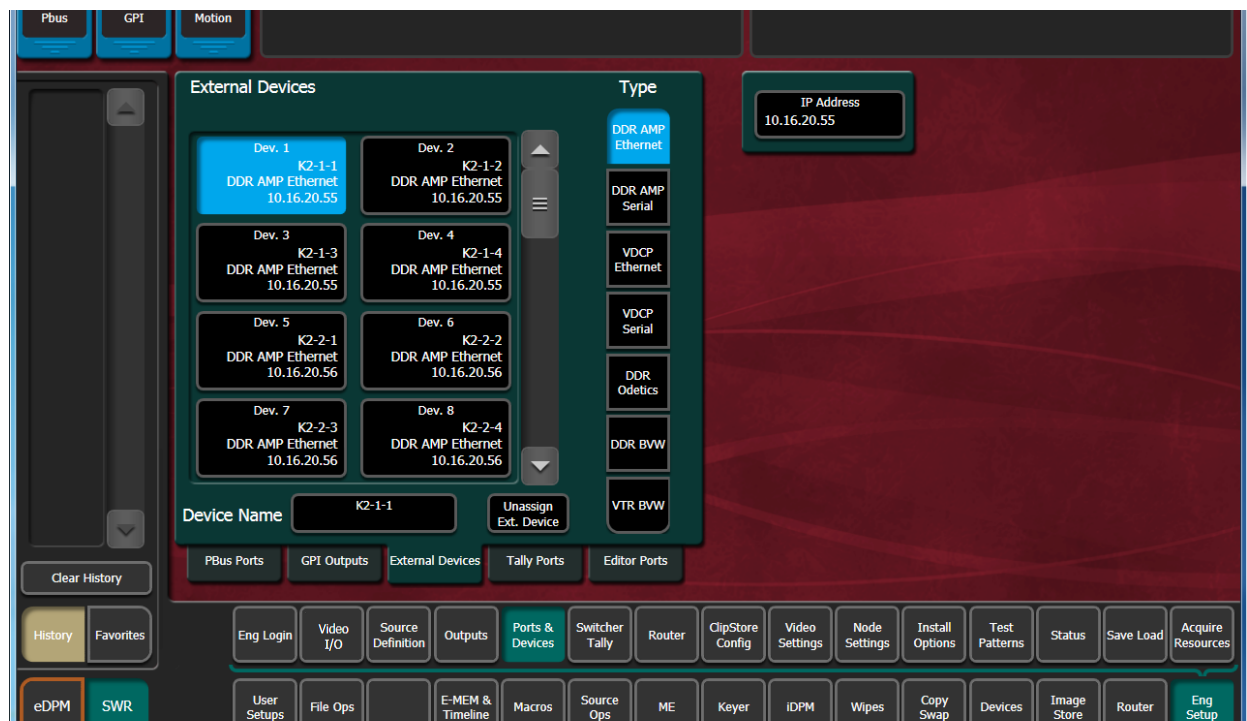 Pbus
GPI
Motion
External Devices
Type
IP Address
10.16.20.55
Dev. 1
K2-1-1
DDR AMP Ethernet
10.16.20.55
Dev. 2
K2-1-2
DDR AMP Ethernet
10.16.20.55
Dev. 3
K2-1-3
DDR AMP Ethernet
10.16.20.55
Dev. 4
K2-1-4
DDR AMP Ethernet
10.16.20.55
Dev. 5
K2-2-1
DDR AMP Ethernet
10.16.20.56
Dev. 6
K2-2-2
DDR AMP Ethernet
10.16.20.56
Dev. 7
K2-2-3
DDR AMP Ethernet
10.16.20.56
Dev. 8
K2-2-4
DDR AMP Ethernet
10.16.20.56
DDR AMP
Ethernet
DDR AMP
Serial
VDCP
Ethernet
VDCP
Serial
DDR
Odetics
DDR BVW
VTR BVW
Device Name
K2-1-1
Unassign
Ext. Device
PBus Ports
GPI Outputs
External Devices
Tally Ports
Editor Ports
Clear History
History
Favorites
Eng Login
Video
I/O
Source
Definition
Outputs
Ports &
Devices
Switcher
Tally
Router
ClipStore
Config
Video
Settings
Node
Settings
Install
Options
Test
Patterns
Status
Save Load
Acquire
Resources
eDPM
SWR
User
Setups
File Ops
E-MEM &
Timeline
Macros
Source
Ops
ME
Keyer
iDPM
Wipes
Copy
Swap
Devices
Image
Store
Router
Eng
Setup